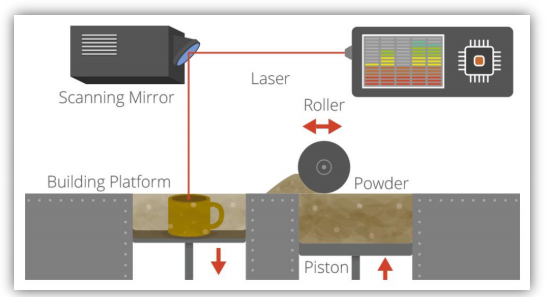 Scanning Mirror
Laser
Roller
Building Platform
Powder
Piston